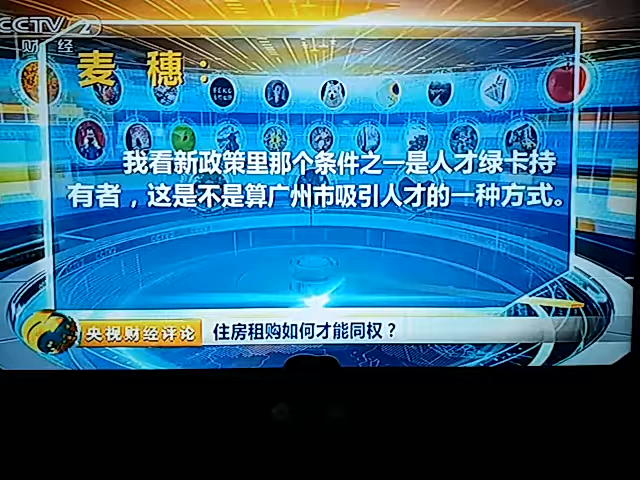 CCTV 2
财 经
麦 穗：
我看新政策里那个条件之一是人才绿卡持
有者，这是不是算广州市吸引人才的一种方式。
央视财经评论 住房租购如何才能同权？